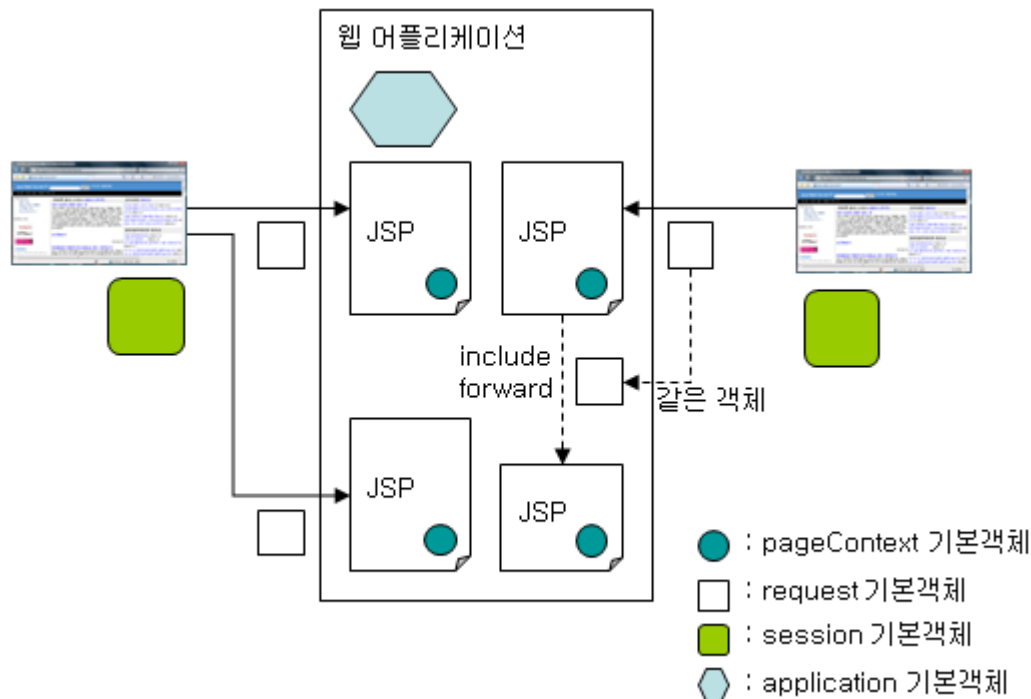 웹 어플리케이션
JSP
JSP
include
forward
같은 객체
JSP
JSP
: pageContext 기본객체
: request 기본객체
: session 기본객체
: application 기본객체